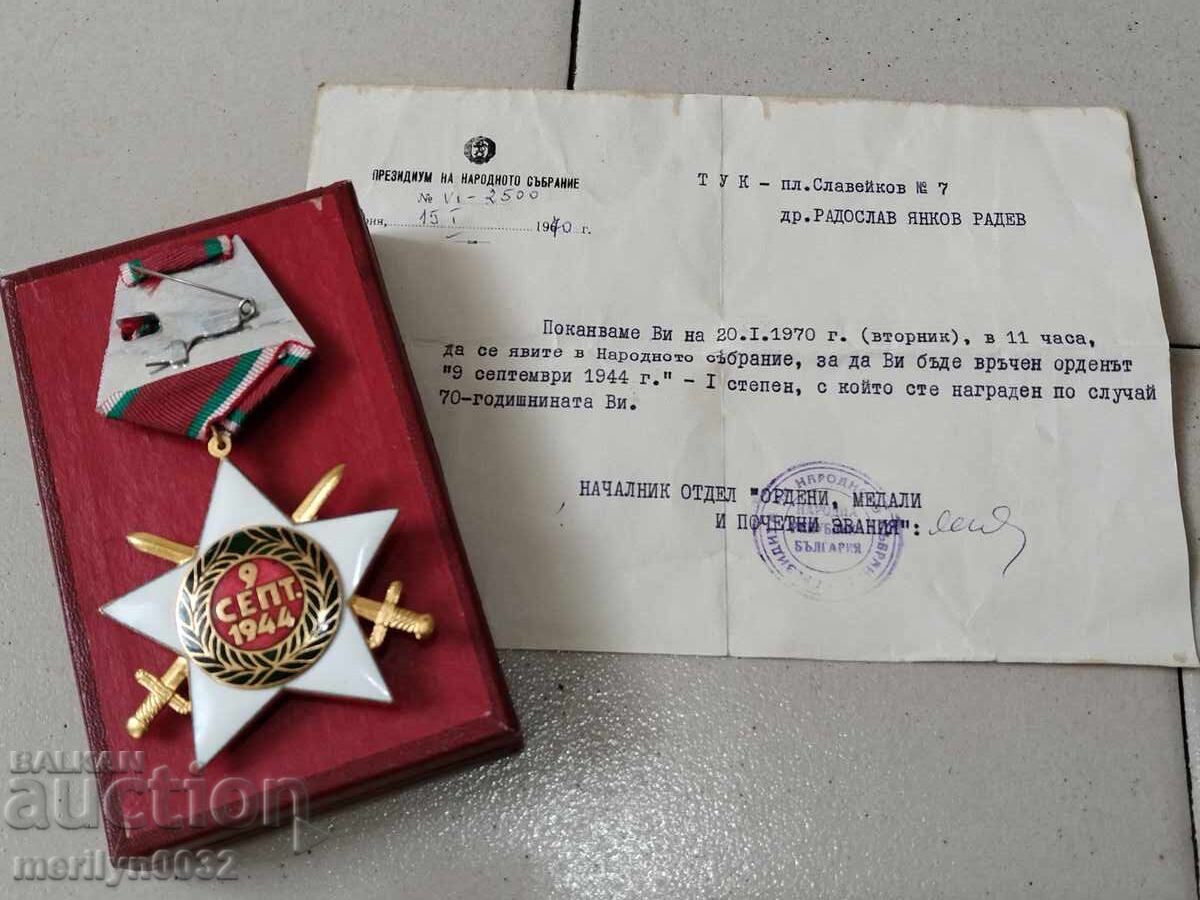 ПРЕЗИДИУМ НА НАРОДНОТО СЪБРАНИЕ
№ VI-2500
15 I 1970 г.
ТУК - пл.Славейков № 7
др.РАДОСЛАВ ЯНКОВ РАДЕВ
Поканваме Ви на 20.I.1970 г. (вторник), в 11 часа,
да се явите в Народното събрание, за да Ви бъде връчен орденът
"9 септември 1944 г." - I степен, с който сте награден по случай
70-годишнината Ви.
НАЧАЛНИК ОТДЕЛ "ОРДЕНИ, МЕДАЛИ
И ПОЧЕТНИ ЗВАНИЯ":
НАРОДНА
БЪЛГАРИЯ
9
СЕПТ.
1944
BALKAN
auction
merilyn0032